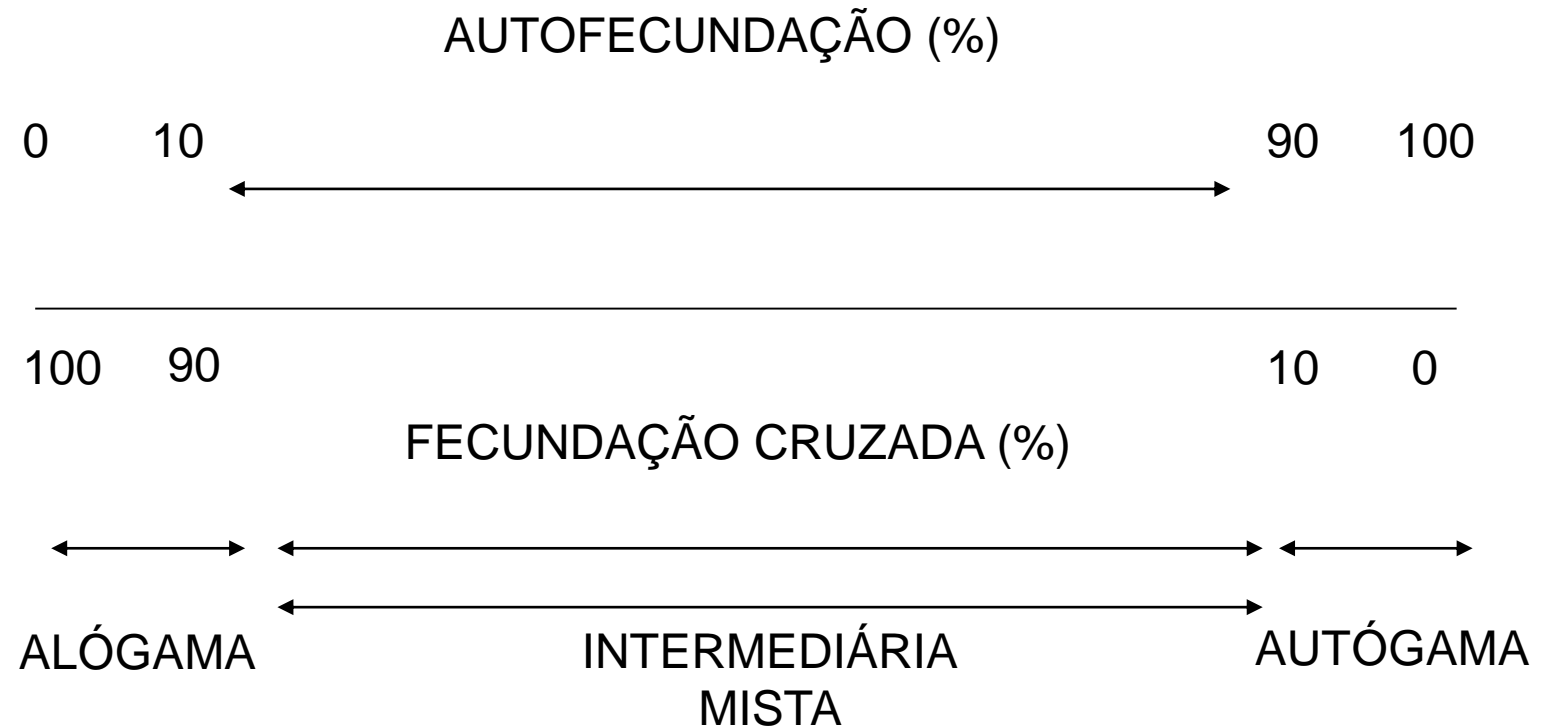 AUTOFECUNDAÇÃO (%)
0 10 90 100
100 90 10 0
FECUNDAÇÃO CRUZADA (%)
ALÓGAMA INTERMEDIÁRIA AUTÓGAMA
MISTA